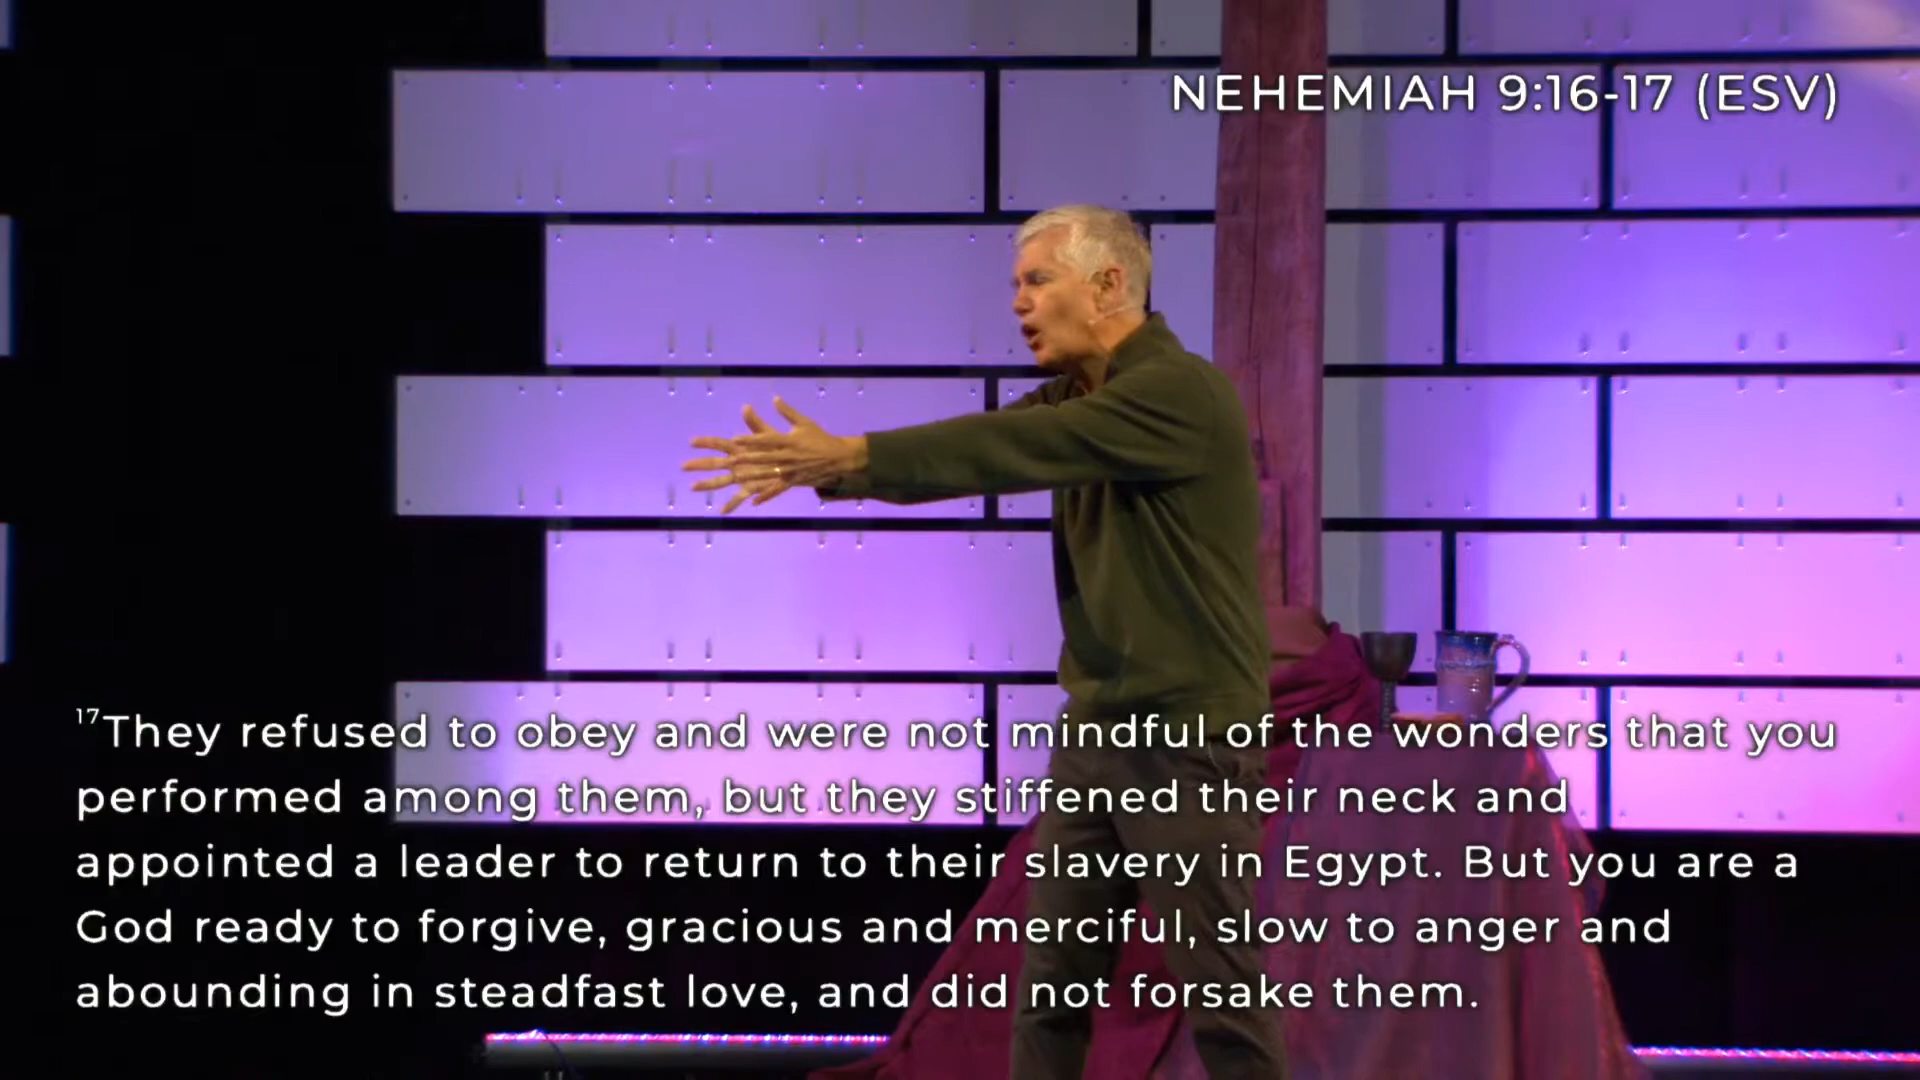 NEHEMIAH 9:16-17 (ESV)
17They refused to obey and were not mindful of the wonders that you
performed among them, but they stiffened their neck and
appointed a leader to return to their slavery in Egypt. But you are a
God ready to forgive, gracious and merciful, slow to anger and
abounding in steadfast love, and did not forsake them.